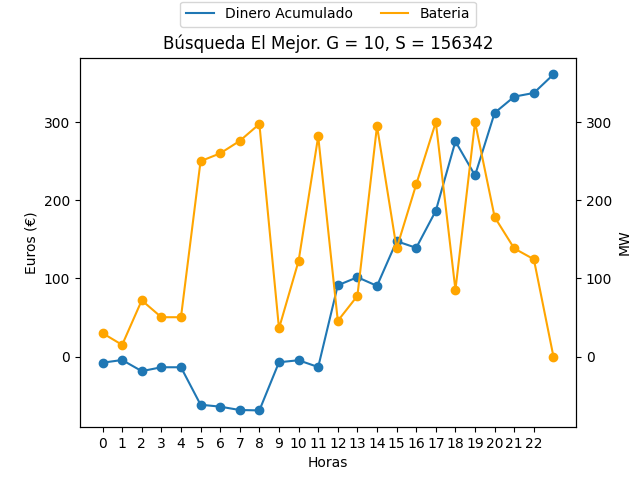 Dinero Acumulado Bateria
Búsqueda El Mejor. G = 10, S = 156342
300 300
200 200
100 100
0 0
Euros (€)
MW
0 1 2 3 4 5 6 7 8 9 10 11 12 13 14 15 16 17 18 19 20 21 22
Horas